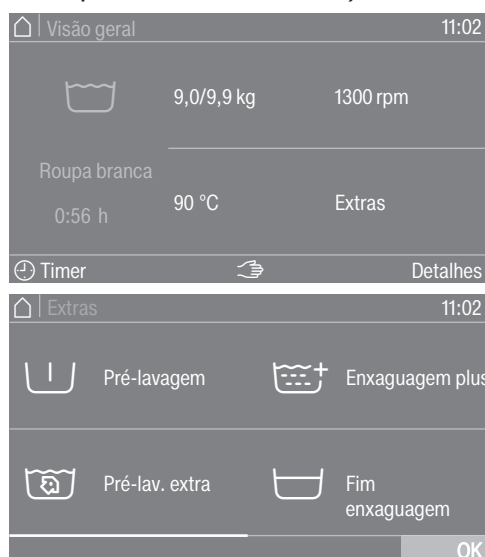 Visão geral 11:02
9,0/9,9 kg 1300 rpm
Roupa branca
0:56 h
90 °C Extras
Timer Detalhes
Extras 11:02
Pré-lavagem Enxaguagem plus
Pré-lav. extra Fim
enxaguagem
OK